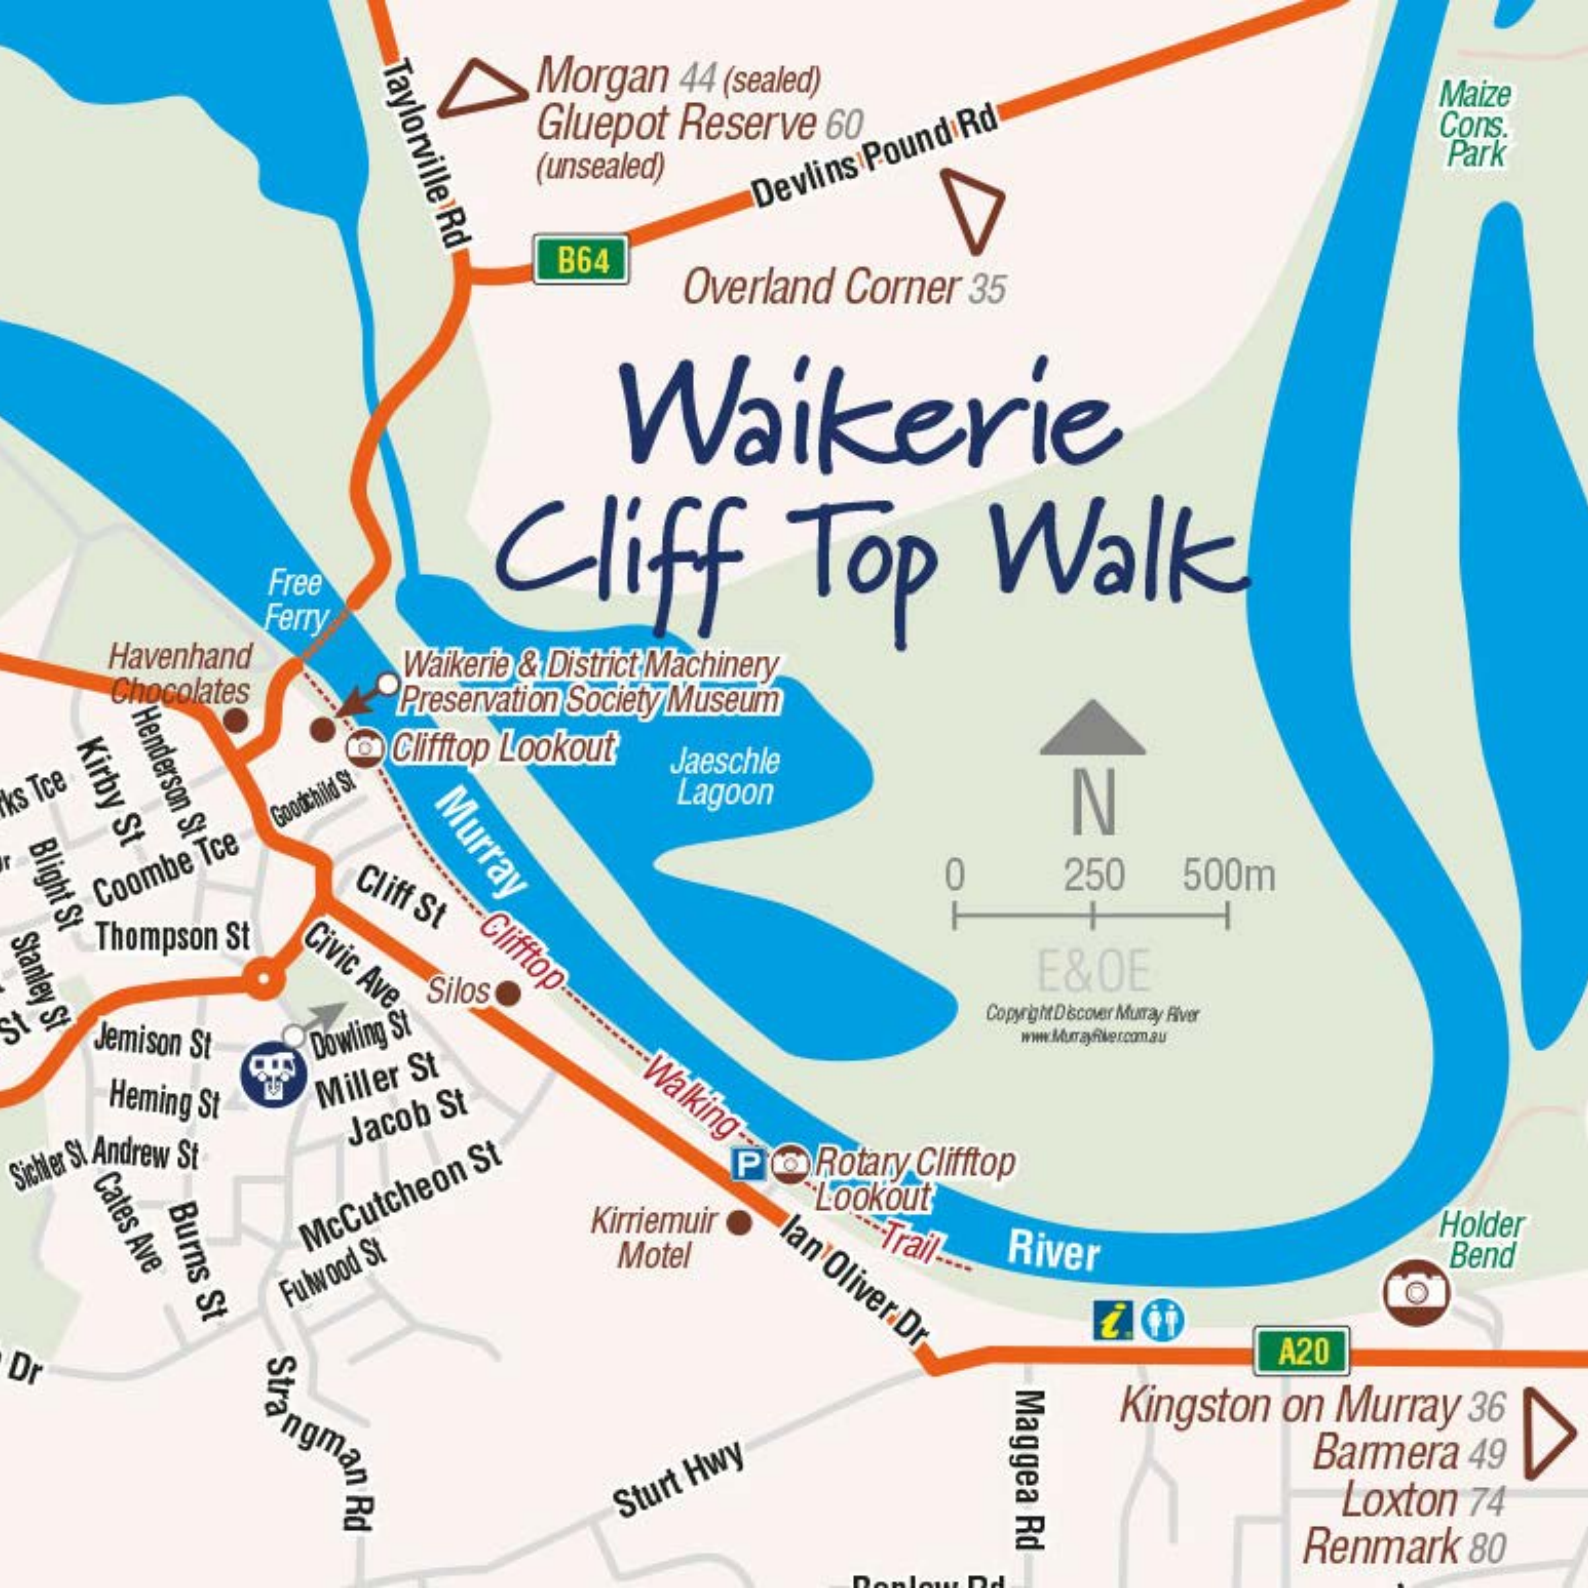 Taylorville Rd
Morgan 44 (sealed)
Gluepot Reserve 60
(unsealed)
Devlins Pound Rd
Maize
Cons.
Park
B64
Overland Corner 35
Waikerie
Cliff Top Walk
Free
Ferry
Havenhand
Chocolates
Waikerie & District Machinery
Preservation Society Museum
Clifftop Lookout
Jaeschle
Lagoon
N
0 250 500m
E&OE
Copyright Discover Murray River
www.MurrayRiver.com.au
Henderson St
Kirby St
Goodchild St
Murray
Blight St
Coombe Tce
Cliff St
Thompson St
Civic Ave
Clifftop
Stanley St
St
Silos
Jemison St
Dowling St
Heming St
Miller St
Jacob St
Walking
Sichler St
Andrew St
Cates Ave
Burns St
McCutcheon St
Fulwood St
P
Rotary Clifftop
Lookout
Kirriemuir
Motel
Trail
Ian Oliver Dr
River
Holder
Bend
i
A20
Dr
Strangman Rd
Sturt Hwy
Maggea Rd
Kingston on Murray 36
Barmera 49
Loxton 74
Renmark 80